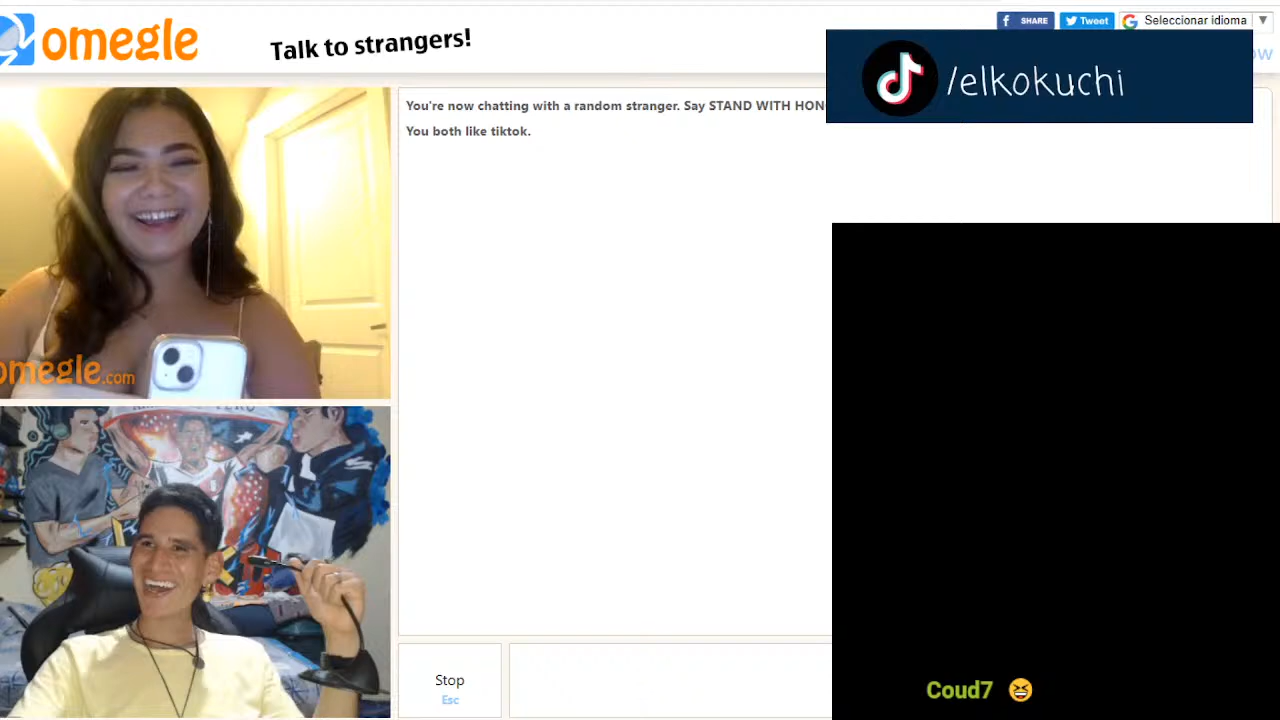 omegle
Talk to strangers!
SHARE
Tweet
Seleccionar idioma
/elkokuchi
You're now chatting with a random stranger. Say STAND WITH HONG
You both like tiktok.
omegle.com
Stop
Esc
Coud7 😆